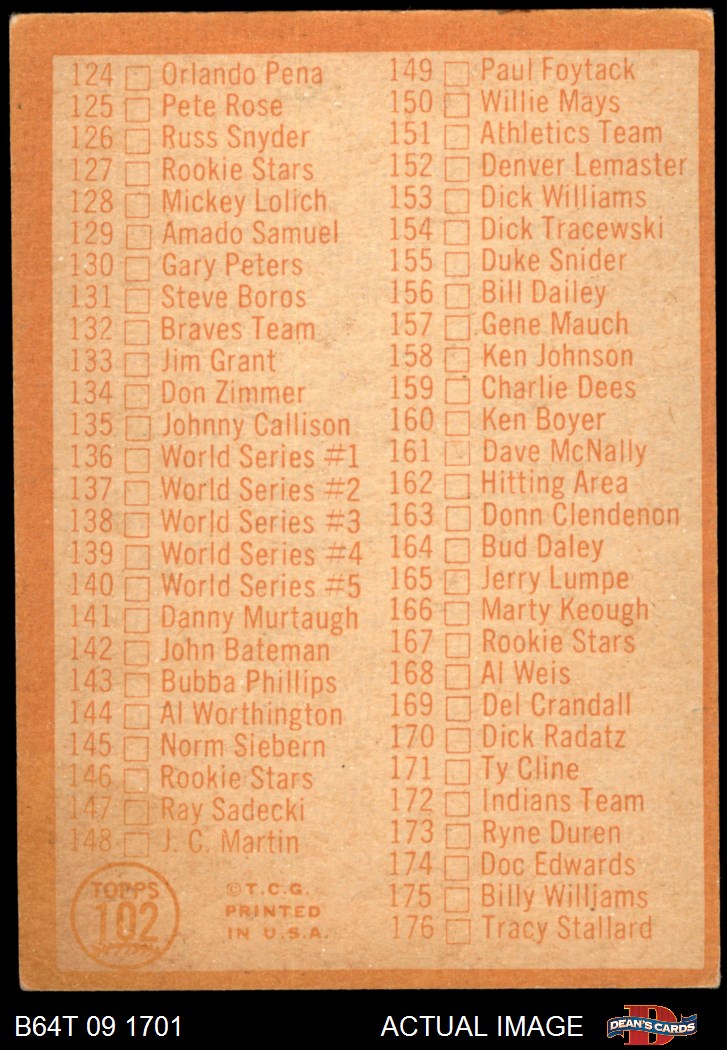 124 Orlando Pena
125 Pete Rose
126 Russ Snyder
127 Rookie Stars
128 Mickey Lolich
129 Amado Samuel
130 Gary Peters
131 Steve Boros
132 Braves Team
133 Jim Grant
134 Don Zimmer
135 Johnny Callison
136 World Series #1
137 World Series #2
138 World Series #3
139 World Series #4
140 World Series #5
141 Danny Murtaugh
142 John Bateman
143 Bubba Phillips
144 Al Worthington
145 Norm Siebern
146 Rookie Stars
147 Ray Sadecki
148 J. C. Martin
TOPPS
102
©T.C.G.
PRINTED
IN U.S.A.
149 Paul Foytack
150 Willie Mays
151 Athletics Team
152 Denver Lemaster
153 Dick Williams
154 Dick Tracewski
155 Duke Snider
156 Bill Dailey
157 Gene Mauch
158 Ken Johnson
159 Charlie Dees
160 Ken Boyer
161 Dave McNally
162 Hitting Area
163 Donn Clendenon
164 Bud Daley
165 Jerry Lumpe
166 Marty Keough
167 Rookie Stars
168 Al Weis
169 Del Crandall
170 Dick Radatz
171 Ty Cline
172 Indians Team
173 Ryne Duren
174 Doc Edwards
175 Billy Williams
176 Tracy Stallard
B64T 09 1701
ACTUAL IMAGE
D
DEAN'S CARDS